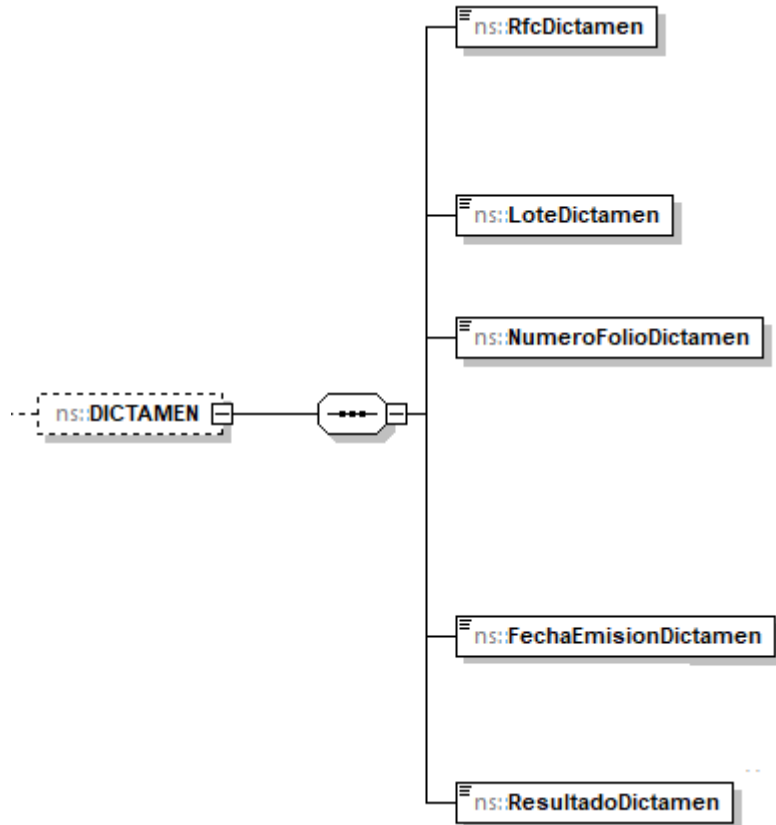 ns:RfcDictamen
ns:LoteDictamen
ns:NumeroFolioDictamen
ns:DICTAMEN
ns:FechaEmisionDictamen
ns:ResultadoDictamen